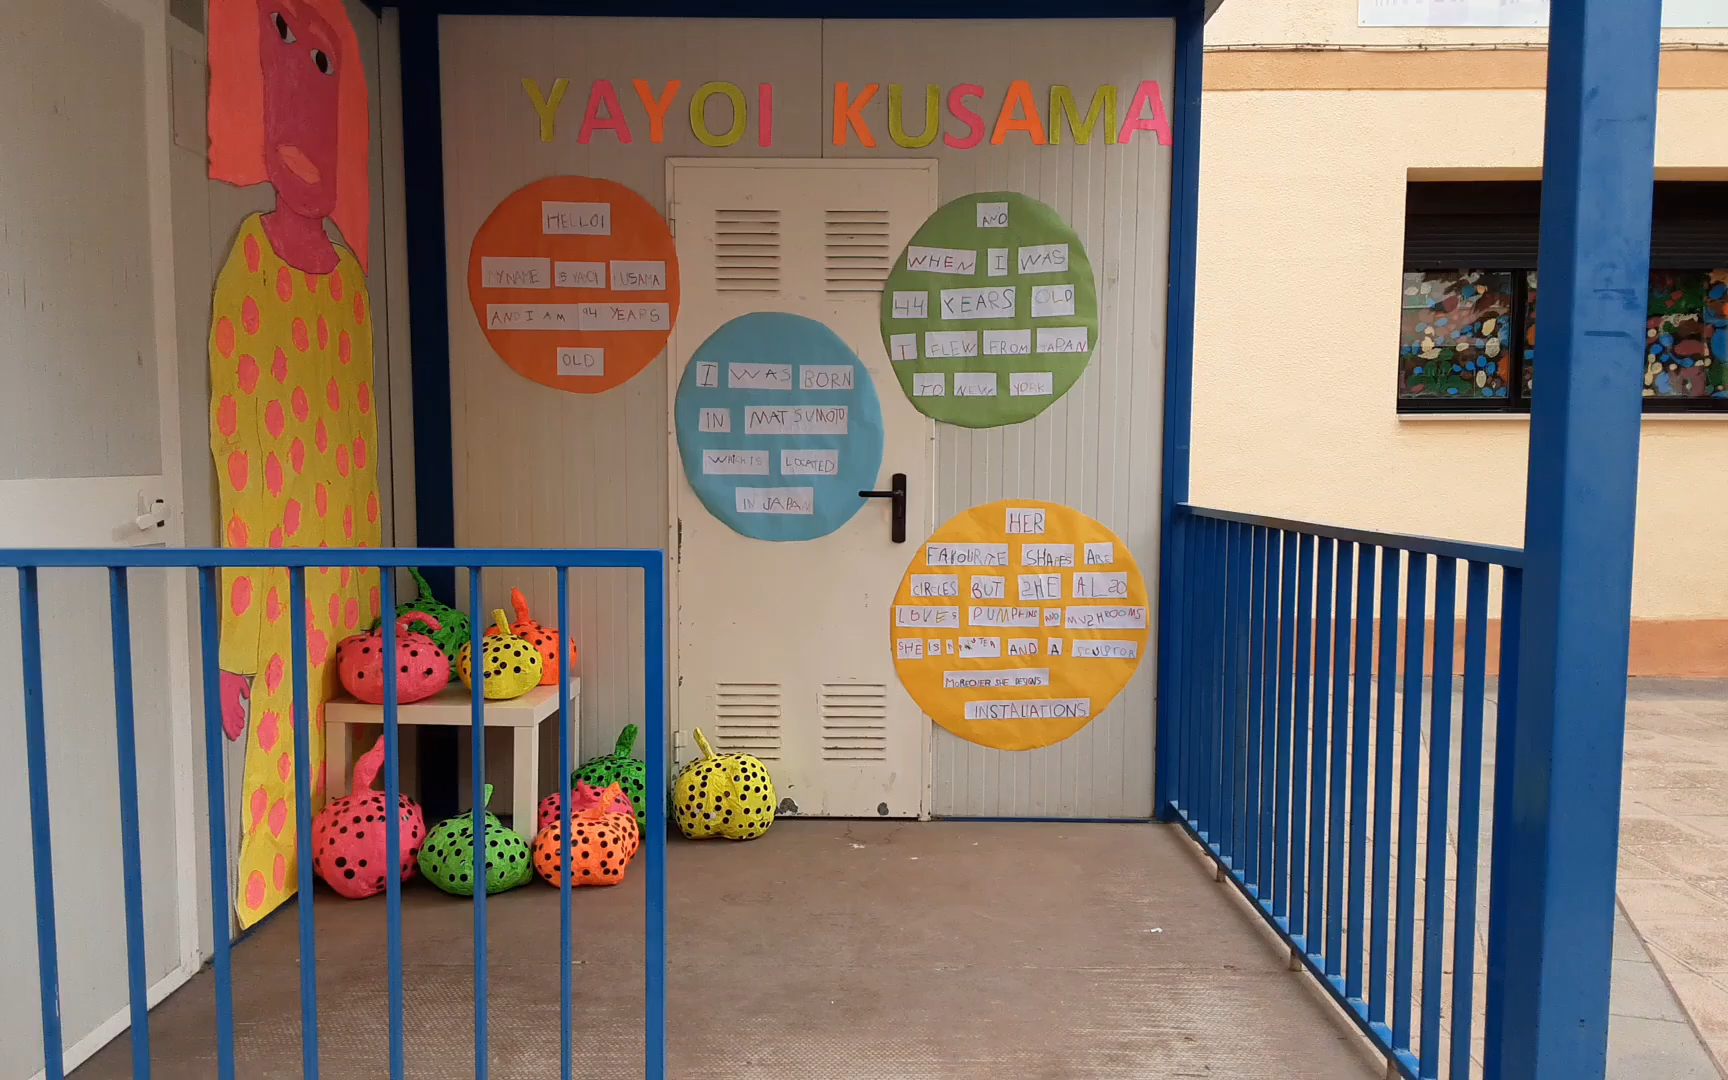 YAYOI KUSAMA
HELLO!
MY NAME IS YAYOI KUSAMA
AND I AM 94 YEARS
OLD
I WAS BORN
IN MATSUMOTO
WHICH IS LOCATED
IN JAPAN
AND
WHEN I WAS
44 YEARS OLD
I FLEW FROM JAPAN
TO NEW YORK
HER
FAVOURITE SHAPES ARE
CIRCLES BUT SHE ALSO
LOVES PUMPKINS AND MUSHROOMS
SHE IS A AND A SCULPTOR
MOREOVER SHE DESIGNS
INSTALLATIONS